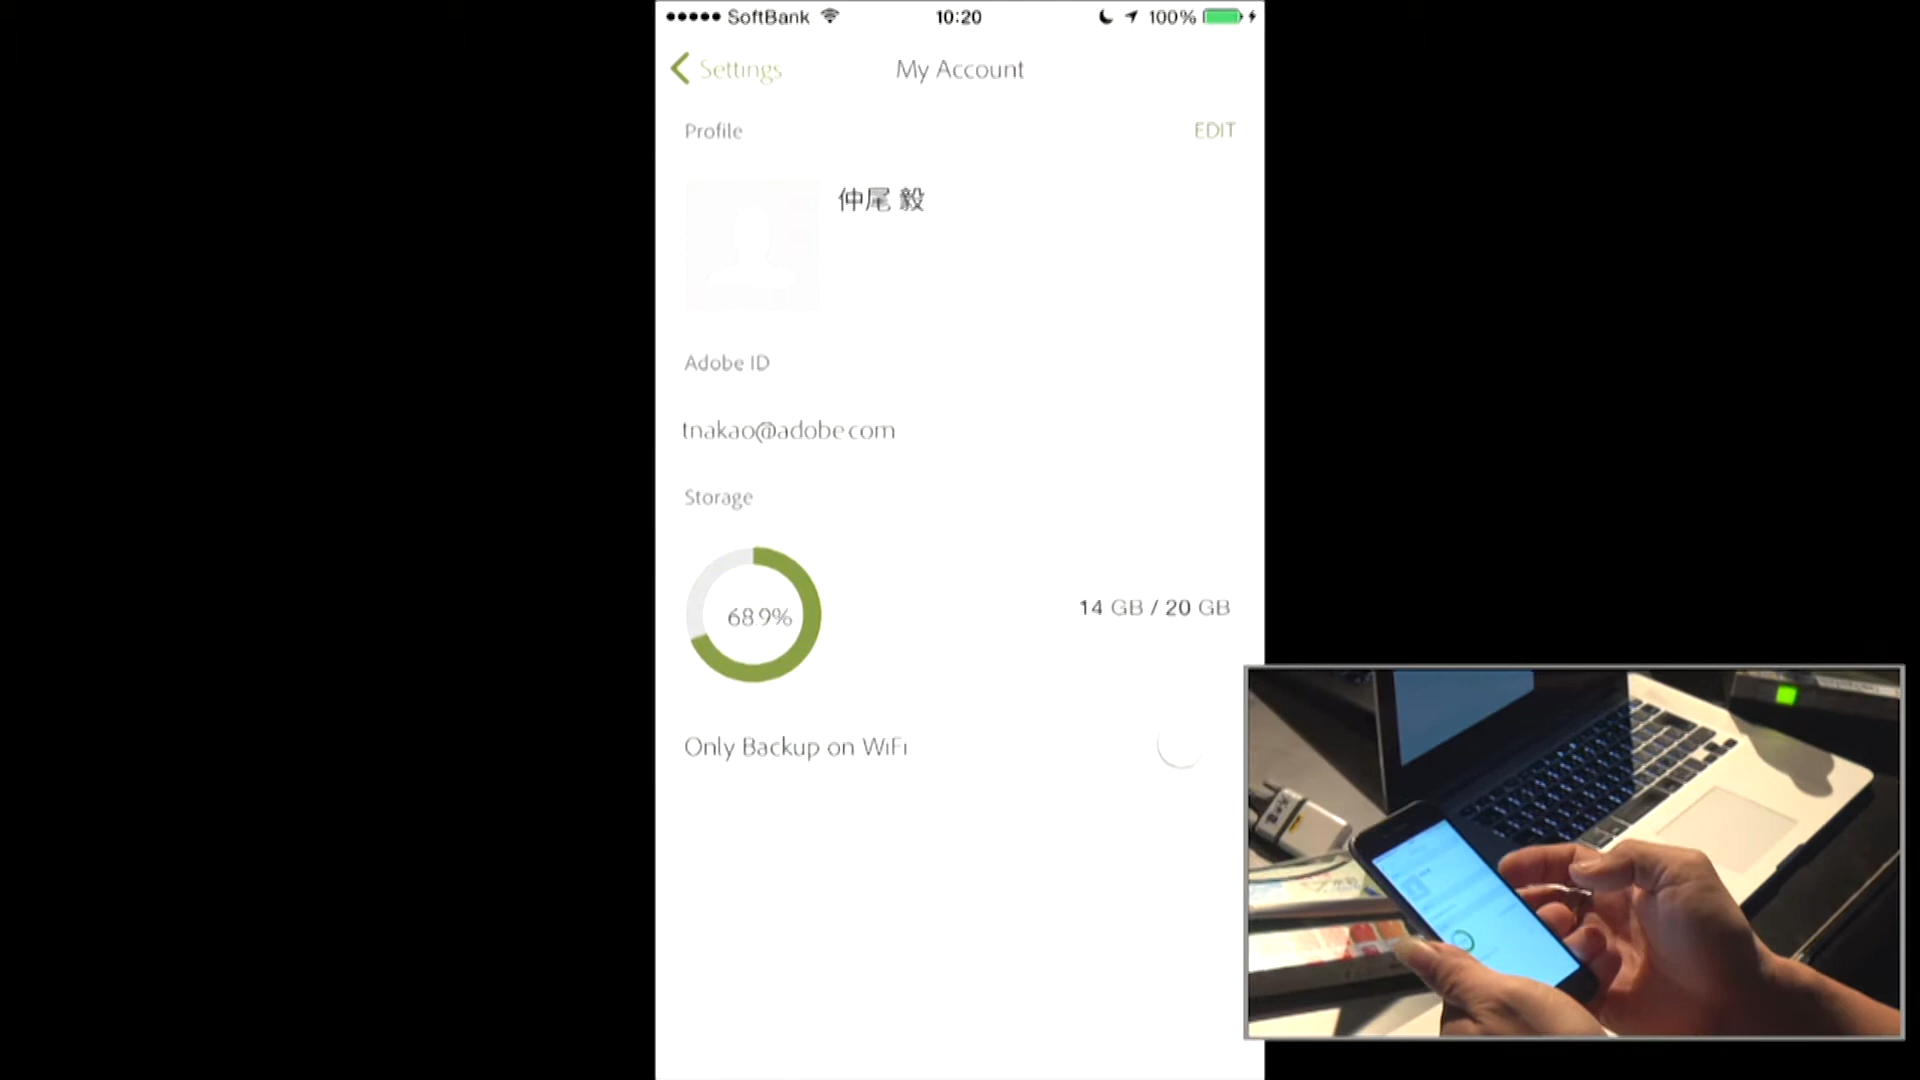 SoftBank 10:20 100%
Settings My Account
Profile EDIT
仲尾 毅
Adobe ID
tnakao@adobe.com
Storage
68.9% 14 GB / 20 GB
Only Backup on WiFi